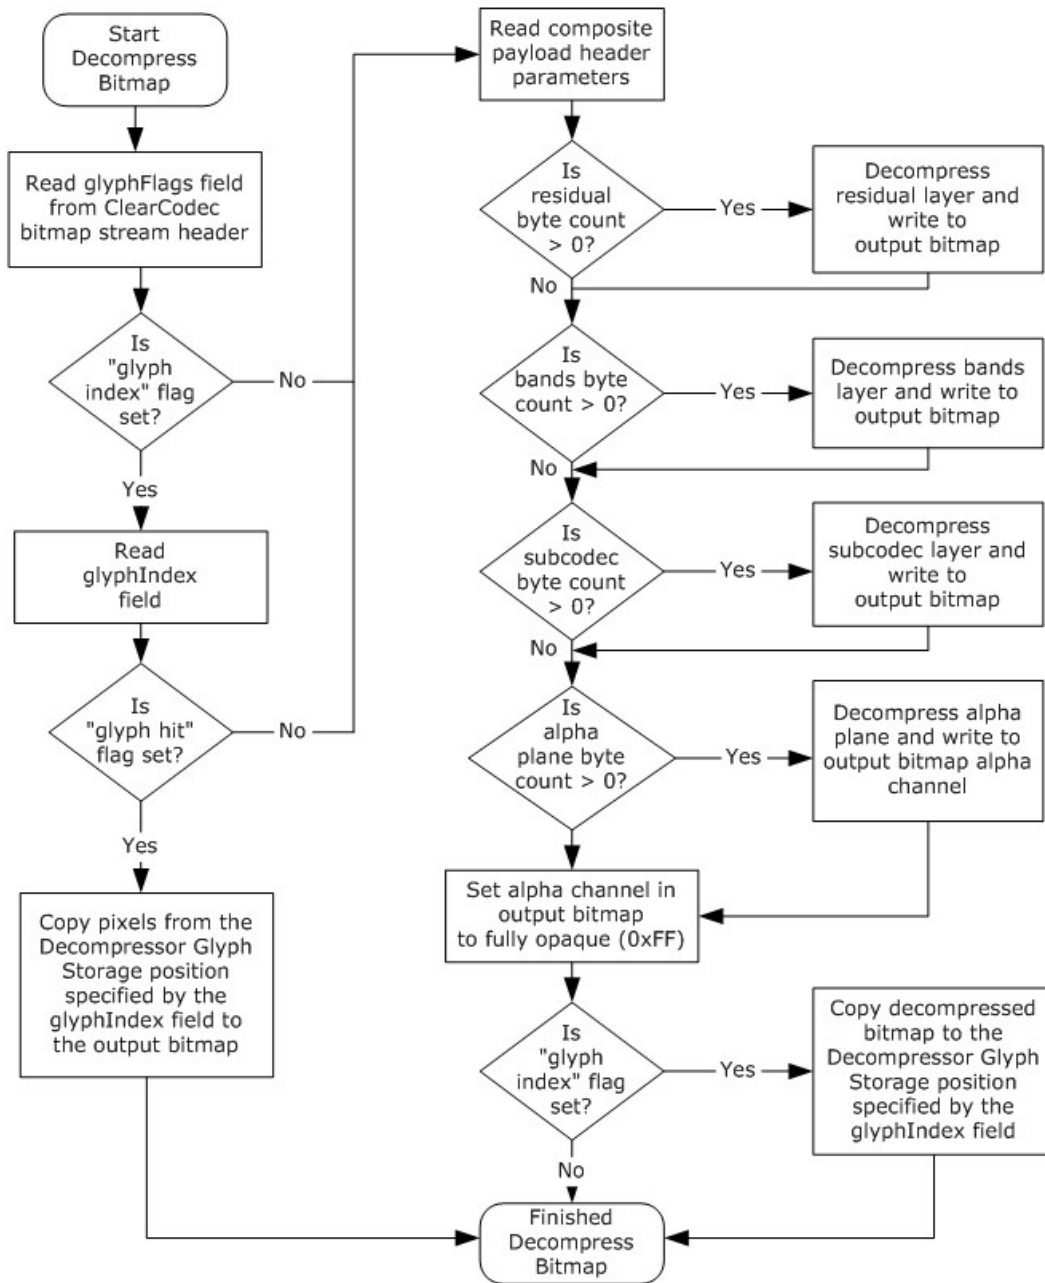 Start
Decompress
Bitmap
Read glyphFlags field
from ClearCodec
bitmap stream header
Is
"glyph
index" flag
set?
No
Yes
Read
glyphIndex
field
Is
"glyph hit"
flag set?
No
Yes
Copy pixels from the
Decompressor Glyph
Storage position
specified by the
glyphIndex field to
the output bitmap
Read composite
payload header
parameters
Is
residual
byte count
> 0?
Yes
Decompress
residual layer and
write to
output bitmap
No
Is
bands byte
count > 0?
Yes
Decompress bands
layer and write to
output bitmap
No
Is
subcodec
byte count
> 0?
Yes
Decompress
subcodec layer and
write to
output bitmap
No
Is
alpha
plane byte
count > 0?
Yes
Decompress alpha
plane and write to
output bitmap alpha
channel
Set alpha channel in
output bitmap
to fully opaque (0xFF)
Is
"glyph
index" flag
set?
Yes
Copy decompressed
bitmap to the
Decompressor Glyph
Storage position
specified by the
glyphIndex field
No
Finished
Decompress
Bitmap